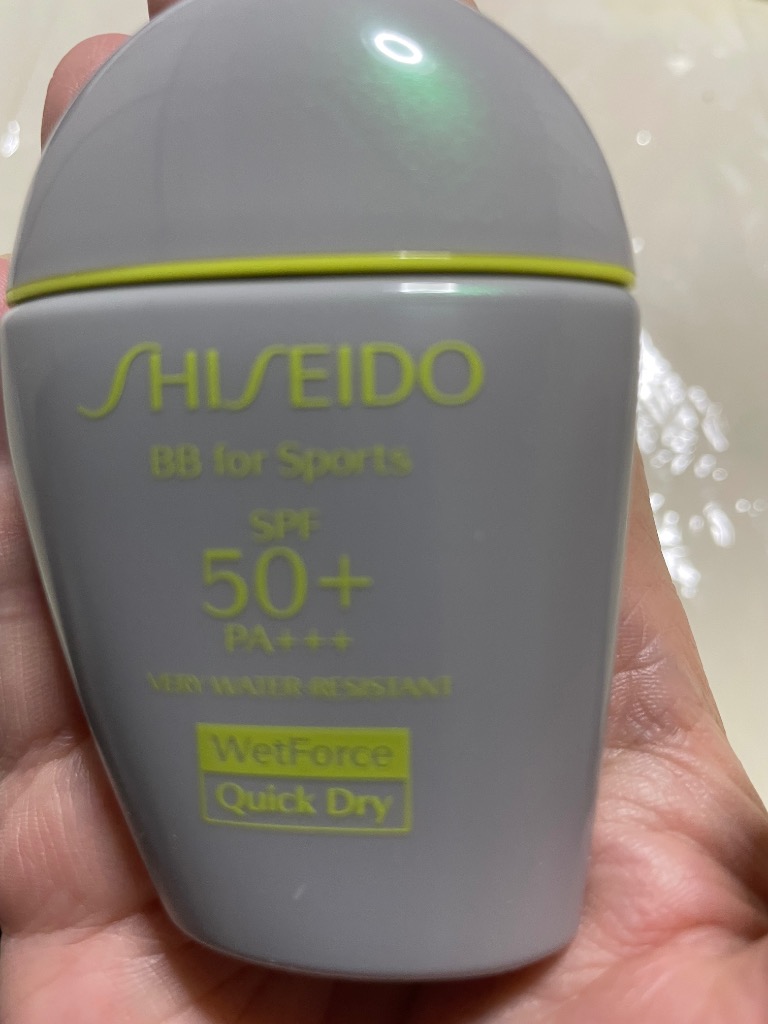 SHISEIDO
BB for Sports
SPF
50+
PA+++
VERY WATER-RESISTANT
WetForce
Quick Dry